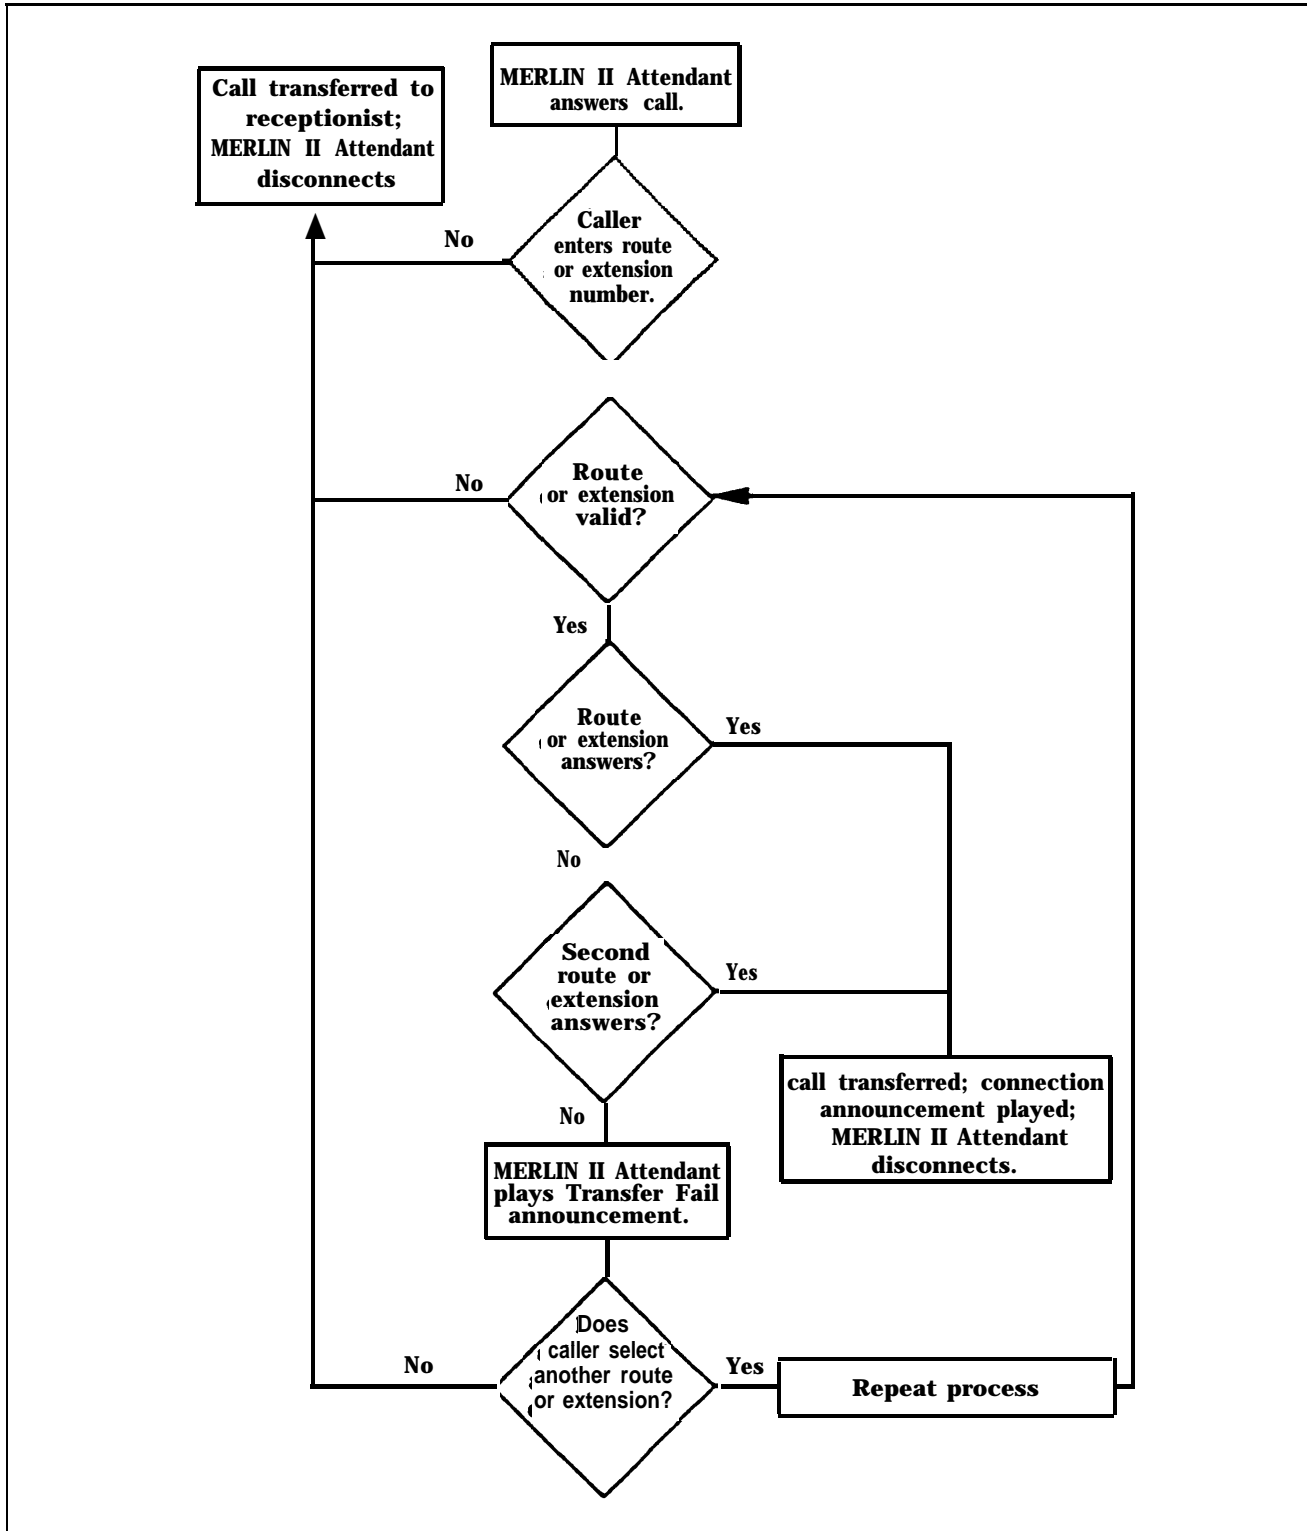 MERLIN II Attendant
answers call.
Call transferred to
receptionist;
MERLIN II Attendant
disconnects
Caller
enters route
or extension
number.
No
Route
or extension
valid?
No
Yes
Route
or extension
answers?
Yes
No
Second
route or
extension
answers?
Yes
No
call transferred; connection
announcement played;
MERLIN II Attendant
disconnects.
MERLIN II Attendant
plays Transfer Fail
announcement.
Does
caller select
another route
or extension?
No
Yes
Repeat process